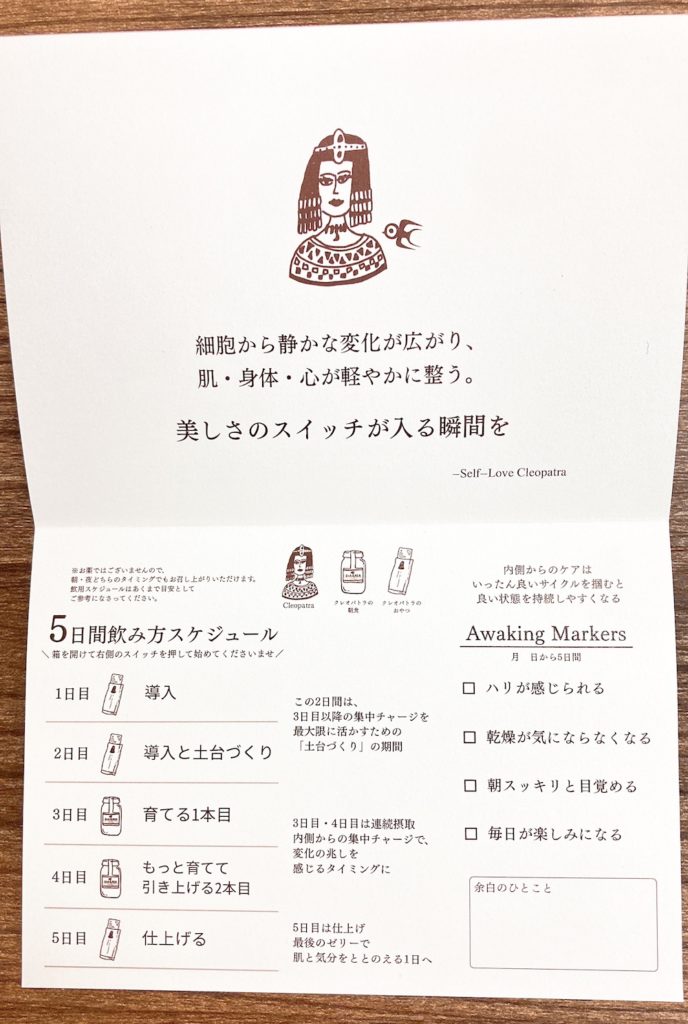 細胞から静かな変化が広がり、
肌・身体・心が軽やかに整う。
美しさのスイッチが入る瞬間を
–Self–Love Cleopatra
※お薬ではございませんので、
朝・夜どちらのタイミングでもお召し上がりいただけます。
飲用スケジュールはあくまで目安として
ご参考になさってください。
Cleopatra
クレオパトラの
朝食
クレオパトラの
おやつ
5日間飲み方スケジュール
＼箱を開けて右側のスイッチを押して始めてくださいませ／
1日目 導入
2日目 導入と土台づくり
3日目 育てる1本目
4日目 もっと育てて
引き上げる2本目
5日目 仕上げる
この2日間は、
3日目以降の集中チャージを
最大限に活かすための
「土台づくり」の期間
3日目・4日目は連続摂取
内側からの集中チャージで、
変化の兆しを
感じるタイミングに
5日目は仕上げ
最後のゼリーで
肌と気分をととのえる1日へ
内側からのケアは
いったん良いサイクルを掴むと
良い状態を持続しやすくなる
Awaking Markers
月 日から5日間
□ ハリが感じられる
□ 乾燥が気にならなくなる
□ 朝スッキリと目覚める
□ 毎日が楽しみになる
余白のひとこと